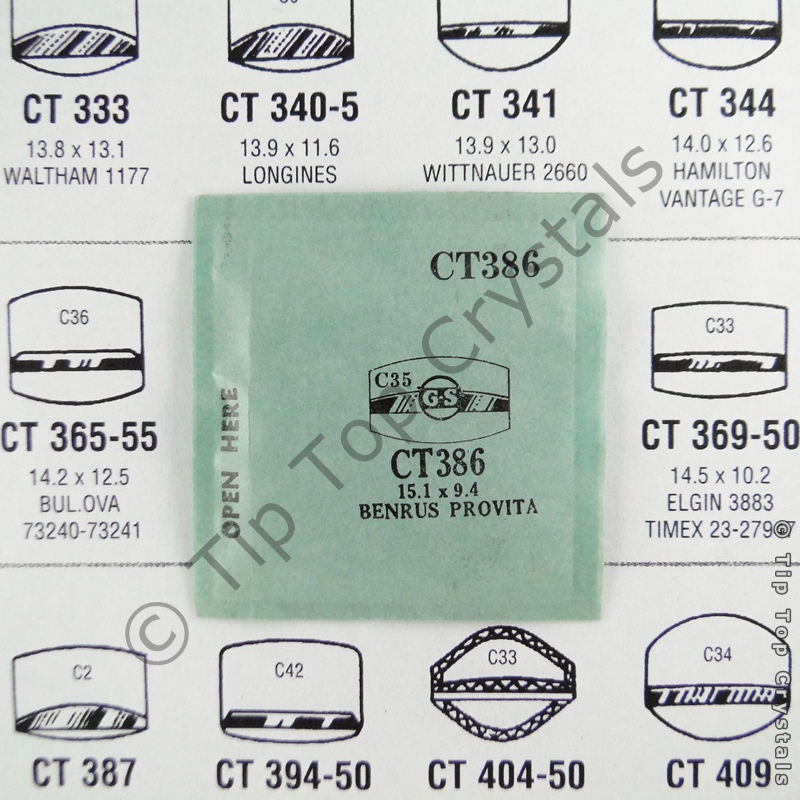 CT 333
13.8 x 13.1
WALTHAM 1177
CT 340-5
13.9 x 11.6
LONGINES
CT 341
13.9 x 13.0
WITTNAUER 2660
CT 344
14.0 x 12.6
HAMILTON
VANTAGE G-7
C36
CT 365-55
14.2 x 12.5
BULOVA
73240-73241
OPEN HERE
CT386
C35
G-S
CT386
15.1 x 9.4
BENRUS PROVITA
C33
CT 369-50
14.5 x 10.2
ELGIN 3883
TIMEX
C2
CT 387
C42
CT 394-50
C33
CT 404-50
C34
CT 409
© Tip Top Crystals
© Tip Top Crystals